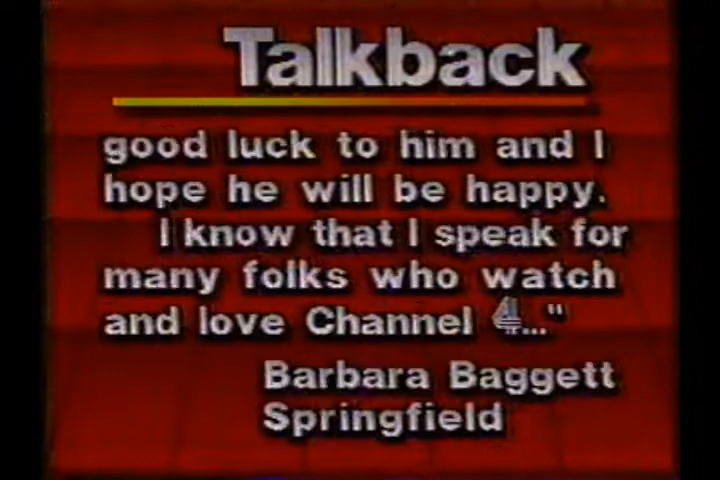 Talkback
good luck to him and I
hope he will be happy.
I know that I speak for
many folks who watch
and love Channel 4..."
Barbara Baggett
Springfield